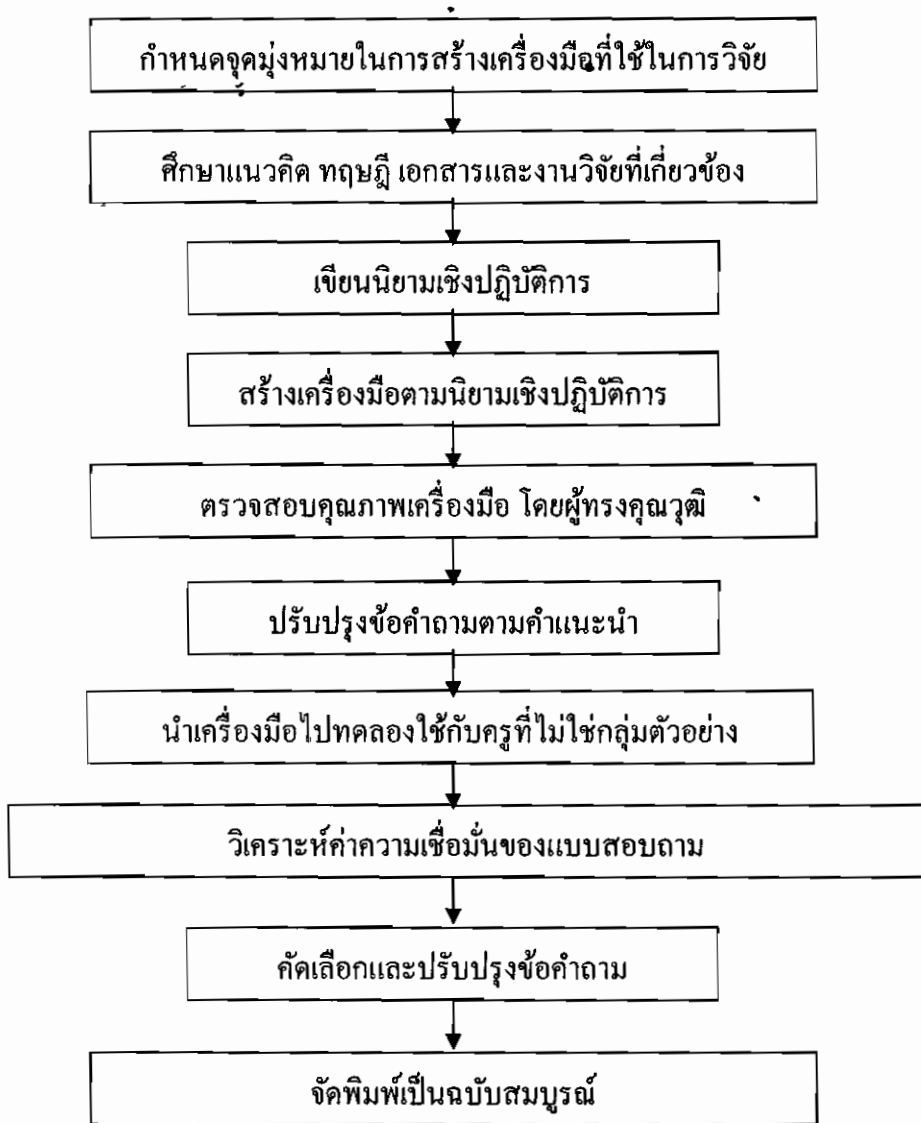 กำหนดจุดมุ่งหมายในการสร้างเครื่องมือที่ใช้ในการวิจัย
ศึกษาแนวคิด ทฤษฎี เอกสารและงานวิจัยที่เกี่ยวข้อง
เขียนนิยามเชิงปฏิบัติการ
สร้างเครื่องมือตามนิยามเชิงปฏิบัติการ
ตรวจสอบคุณภาพเครื่องมือ โดยผู้ทรงคุณวุฒิ
ปรับปรุงข้อคำถามตามคำแนะนำ
นำเครื่องมือไปทดลองใช้กับครูที่ไม่ใช่กลุ่มตัวอย่าง
วิเคราะห์ค่าความเชื่อมั่นของแบบสอบถาม
คัดเลือกและปรับปรุงข้อคำถาม
จัดพิมพ์เป็นฉบับสมบูรณ์